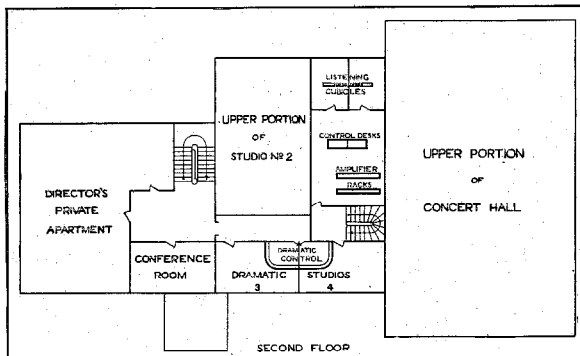 LISTENING
CUBICLES
UPPER PORTION
OF
STUDIO Nº 2
CONTROL DESKS
AMPLIFIER
RACKS
UPPER PORTION
OF
CONCERT HALL
DIRECTOR'S
PRIVATE
APARTMENT
CONFERENCE
ROOM
DRAMATIC
CONTROL
DRAMATIC
3
STUDIOS
4
SECOND FLOOR